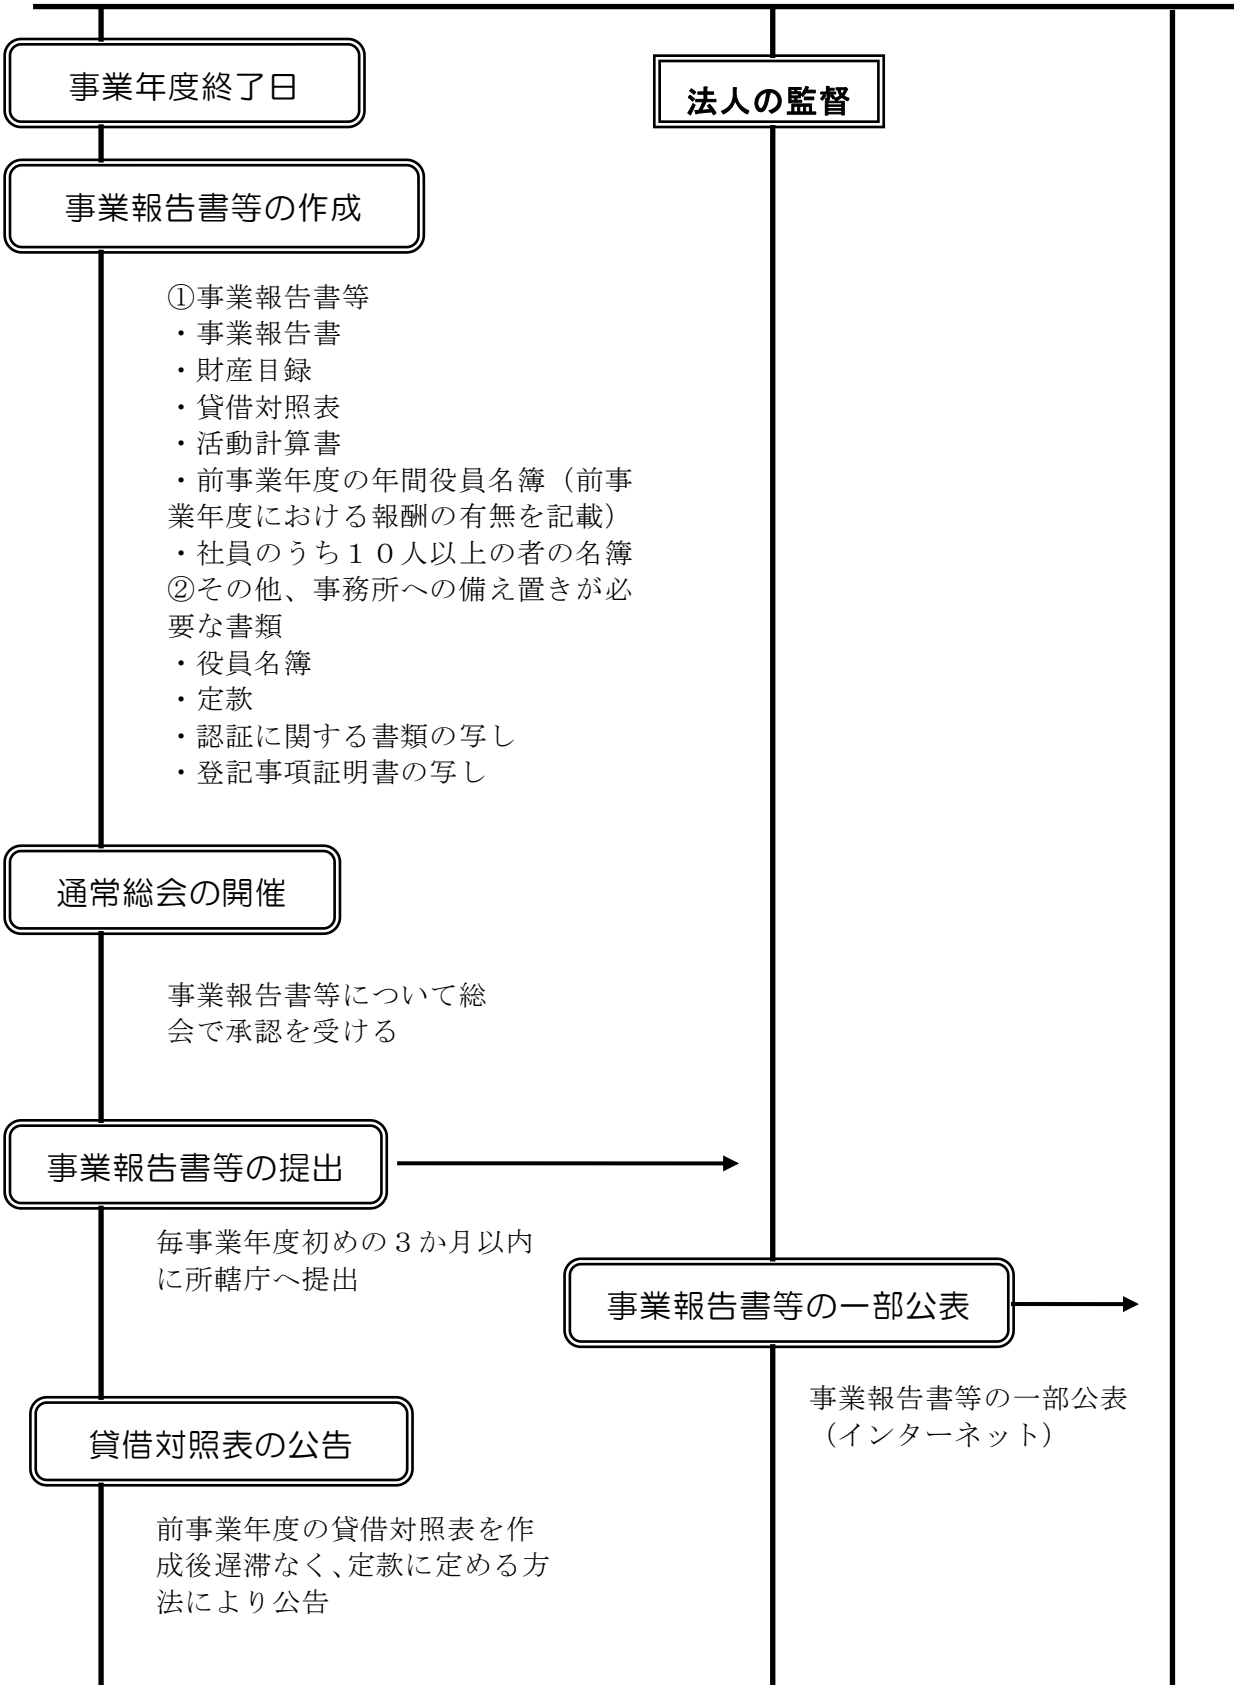 事業年度終了日
法人の監督
事業報告書等の作成
①事業報告書等
・事業報告書
・財産目録
・貸借対照表
・活動計算書
・前事業年度の年間役員名簿（前事
業年度における報酬の有無を記載）
・社員のうち１０人以上の者の名簿
②その他、事務所への備え置きが必
要な書類
・役員名簿
・定款
・認証に関する書類の写し
・登記事項証明書の写し
通常総会の開催
事業報告書等について総
会で承認を受ける
事業報告書等の提出
毎事業年度初めの３か月以内
に所轄庁へ提出
事業報告書等の一部公表
事業報告書等の一部公表
（インターネット）
貸借対照表の公告
前事業年度の貸借対照表を作
成後遅滞なく、定款に定める方
法により公告